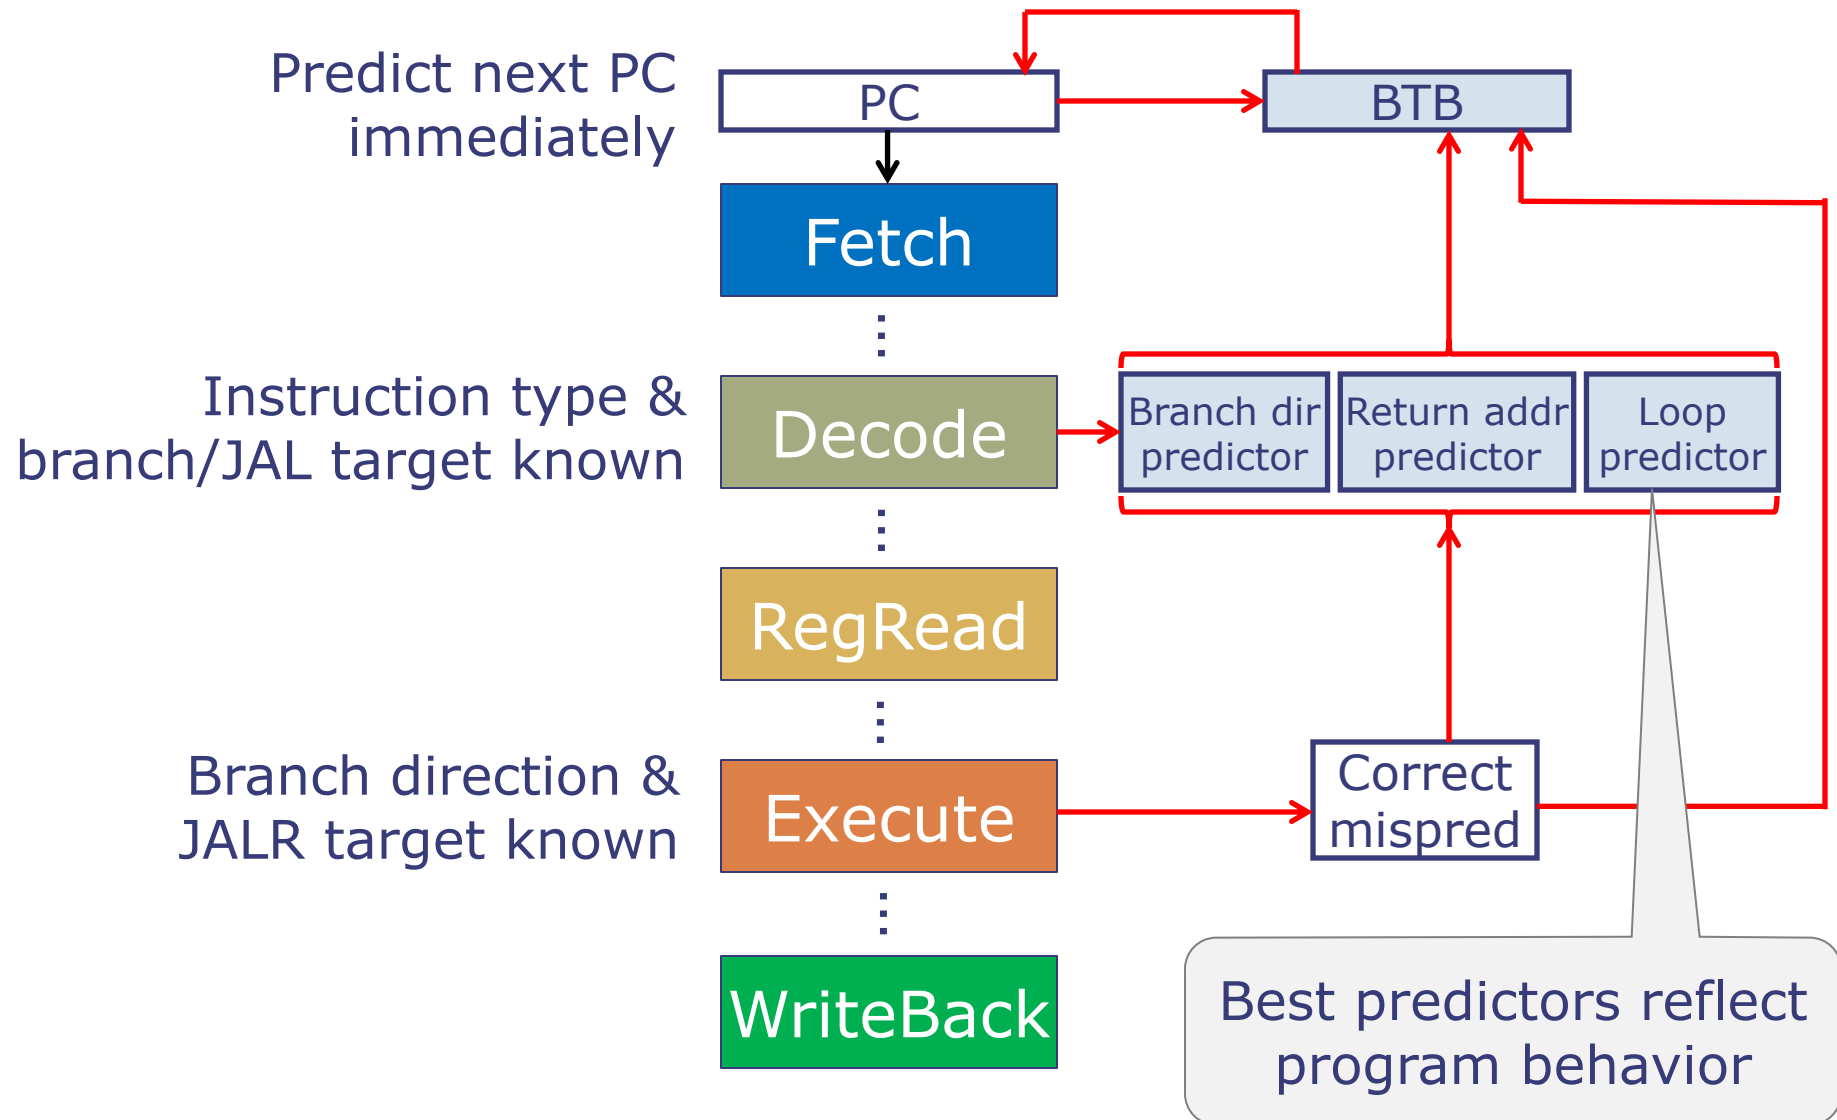 Predict next PC
immediately
PC
BTB
Fetch
Instruction type &
branch/JAL target known
Decode
Branch dir
predictor
Return addr
predictor
Loop
predictor
RegRead
Branch direction &
JALR target known
Execute
Correct
mispred
WriteBack
Best predictors reflect
program behavior